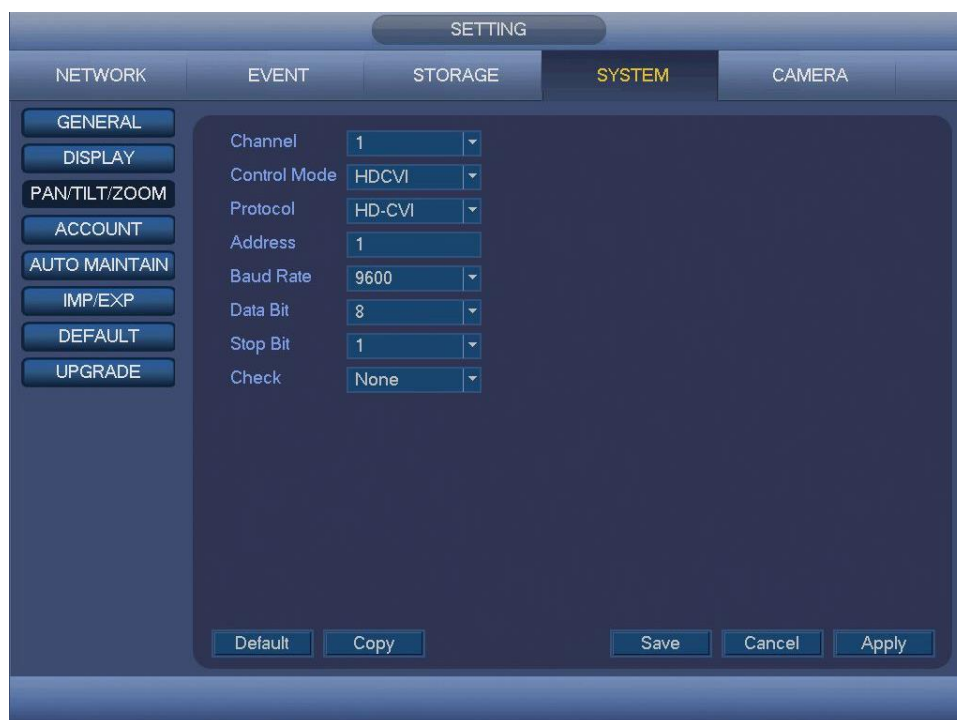 SETTING
NETWORK EVENT STORAGE SYSTEM CAMERA
GENERAL
DISPLAY
PAN/TILT/ZOOM
ACCOUNT
AUTO MAINTAIN
IMP/EXP
DEFAULT
UPGRADE
Channel 1
Control Mode HDCVI
Protocol HD-CVI
Address 1
Baud Rate 9600
Data Bit 8
Stop Bit 1
Check None
Default Copy Save Cancel Apply